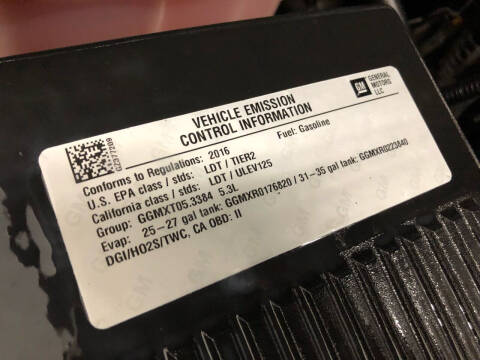 VEHICLE EMISSION
CONTROL INFORMATION
GM GENERAL
MOTORS
LLC
Conforms to Regulations: 2016 Fuel: Gasoline
U.S. EPA class / stds: LDT / TIER2
California class / stds: LDT / ULEV125
Group: GGMXT05.3384 5.3L
Evap: 25-27 gal tank: GGMXR0176820 / 31-35 gal tank: GGMXR0223840
DGI/HO2S/TWC, CA OBD: II